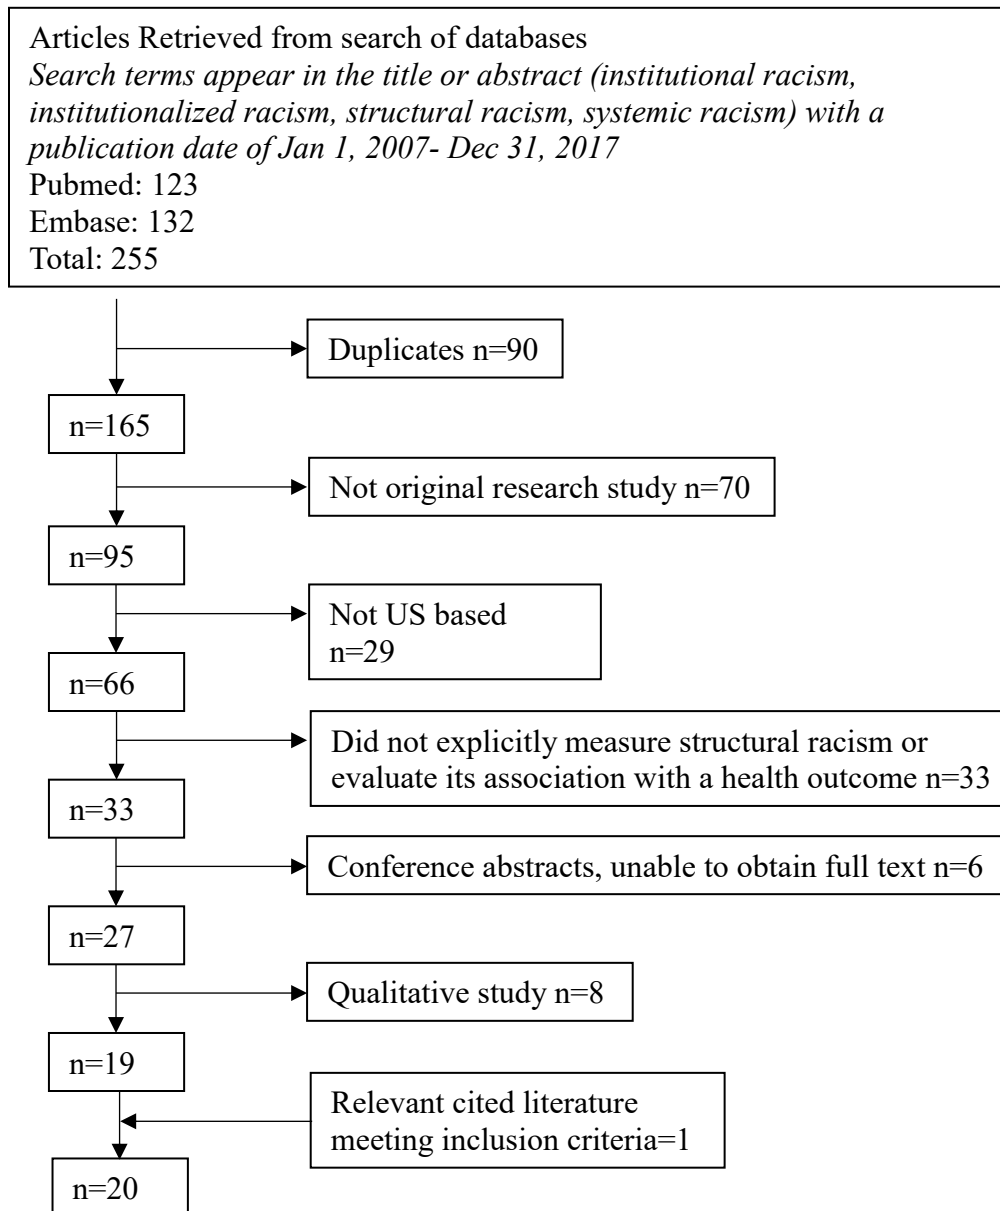 Articles Retrieved from search of databases
Search terms appear in the title or abstract (institutional racism,
institutionalized racism, structural racism, systemic racism) with a
publication date of Jan 1, 2007- Dec 31, 2017
Pubmed: 123
Embase: 132
Total: 255
Duplicates n=90
n=165
Not original research study n=70
n=95
Not US based
n=29
n=66
Did not explicitly measure structural racism or
evaluate its association with a health outcome n=33
n=33
Conference abstracts, unable to obtain full text n=6
n=27
Qualitative study n=8
n=19
Relevant cited literature
meeting inclusion criteria=1
n=20